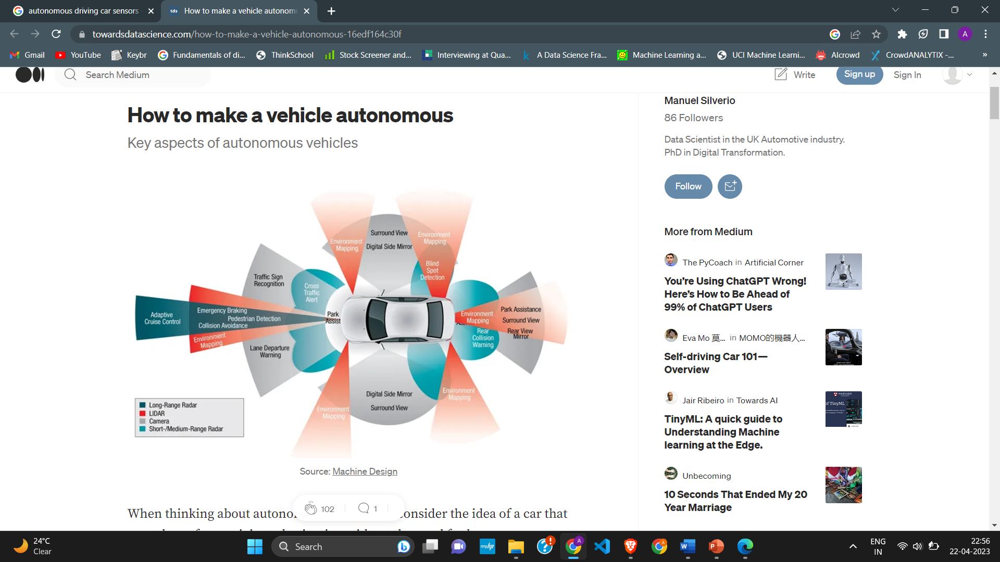 autonomous driving car sensors
tds How to make a vehicle autonom
towardsdatascience.com/how-to-make-a-vehicle-autonomous-16edf164c30f
A
Gmail YouTube Keybr Fundamentals of di... ThinkSchool Stock Screener and... Interviewing at Qua... A Data Science Fra... Machine Learning a... UCI Machine Learni... AIcrowd CrowdANALYTIX -... »
Search Medium
Write Sign up Sign In
How to make a vehicle autonomous
Key aspects of autonomous vehicles
Environment
Mapping
Surround View
Digital Side Mirror
Environment
Mapping
Blind
Spot
Detection
Traffic Sign
Recognition
Cross
Traffic
Alert
Adaptive
Cruise Control
Emergency Braking
Pedestrian Detection
Collision Avoidance
Environment
Mapping
Park
Assist
Lane Departure
Warning
Environment
Mapping
Park Assistance
Surround View
Rear View
Mirror
Rear
Collision
Warning
Digital Side Mirror
Surround View
Environment
Mapping
Environment
Mapping
Long-Range Radar
LIDAR
Camera
Short-/Medium-Range Radar
Source: Machine Design
102 1
When thinking about autono
onsider the idea of a car that
Manuel Silverio
86 Followers
Data Scientist in the UK Automotive industry.
PhD in Digital Transformation.
Follow
More from Medium
The PyCoach in Artificial Corner
You're Using ChatGPT Wrong!
Here's How to Be Ahead of
99% of ChatGPT Users
Eva Mo 莫... in MOMO的機器人...
Self-driving Car 101—
Overview
Jair Ribeiro in Towards AI
TinyML: A quick guide to
Understanding Machine
learning at the Edge.
HARVARD
of TinyML
Unbecoming
10 Seconds That Ended My 20
Year Marriage
24°C
Clear
Search
myhp
ENG
IN
22:56
22-04-2023